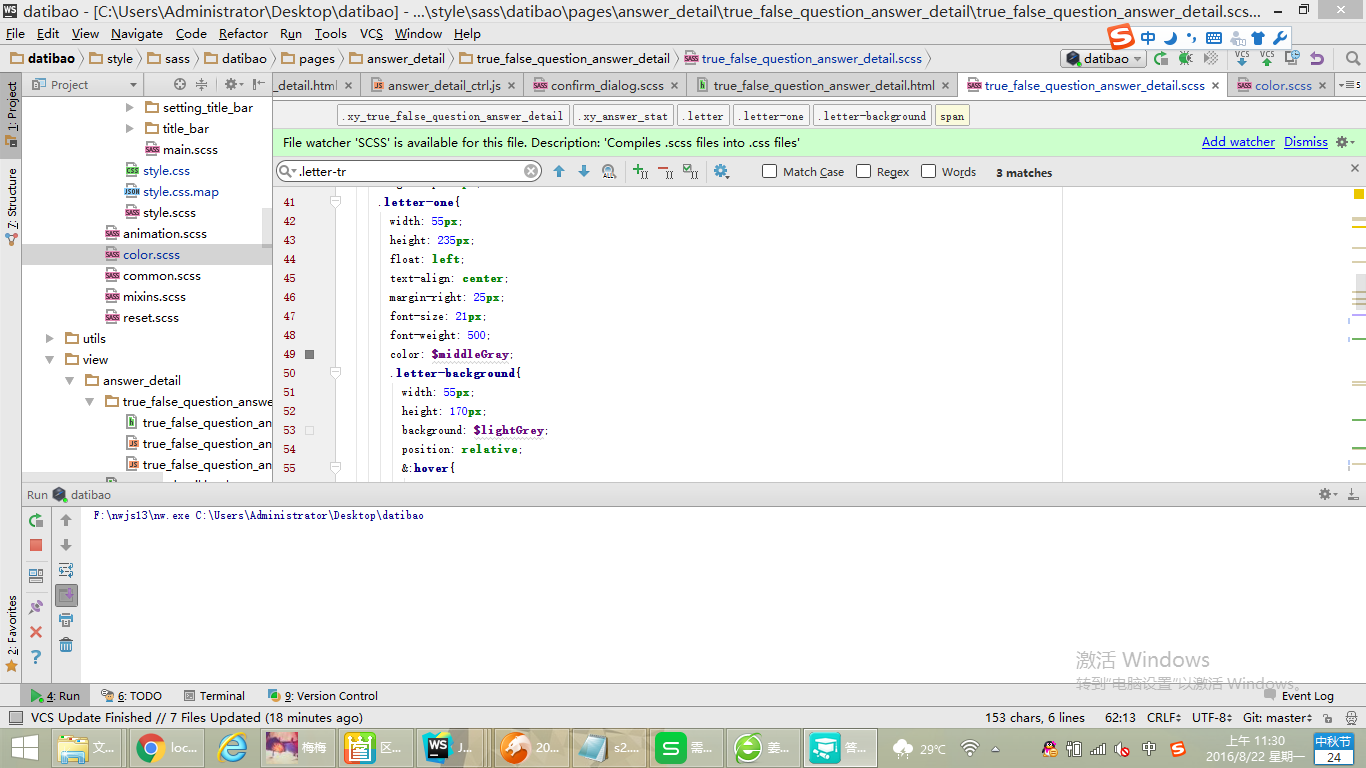 datibao - [C:\Users\Administrator\Desktop\datibao] - ...\style\sass\datibao\pages\answer_detail\true_false_question_answer_detail\true_false_question_answer_detail.scs...
File Edit View Navigate Code Refactor Run Tools VCS Window Help
中
datibao style sass datibao pages answer_detail true_false_question_answer_detail true_false_question_answer_detail.scss
datibao VCS VCS
Project
_detail.html answer_detail_ctrl.js confirm_dialog.scss true_false_question_answer_detail.html true_false_question_answer_detail.scss color.scss 5
1: Project
Z: Structure
2: Favorites
setting_title_bar
title_bar
main.scss
style.css
style.css.map
style.scss
animation.scss
color.scss
common.scss
mixins.scss
reset.scss
utils
view
answer_detail
true_false_question_answe
true_false_question_an
true_false_question_an
true_false_question_an
.xy_true_false_question_answer_detail .xy_answer_stat .letter .letter-one .letter-background span
File watcher 'SCSS' is available for this file. Description: 'Compiles .scss files into .css files' Add watcher Dismiss
.letter-tr Match Case Regex Words 3 matches
41 .letter-one{
42 width: 55px;
43 height: 235px;
44 float: left;
45 text-align: center;
46 margin-right: 25px;
47 font-size: 21px;
48 font-weight: 500;
49 color: $middleGray;
50 .letter-background{
51 width: 55px;
52 height: 170px;
53 background: $lightGrey;
54 position: relative;
55 &:hover{
Run datibao
F:\nwjs13\nw.exe C:\Users\Administrator\Desktop\datibao
激活 Windows
转到"电脑设置"以激活 Windows。
4: Run 6: TODO Terminal 9: Version Control Event Log
VCS Update Finished // 7 Files Updated (18 minutes ago) 153 chars, 6 lines 62:13 CRLF UTF-8 Git: master
文... loc... 梅梅 区... J... 20... s2.... 需... 姜... 答... 29℃ 中
上午 11:30
2016/8/22 星期一
中秋节
24